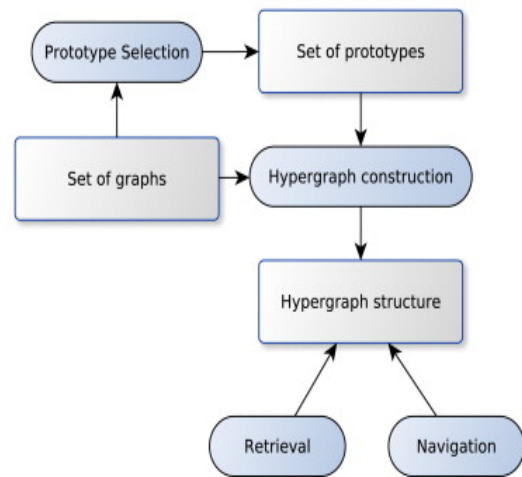 Prototype Selection
Set of prototypes
Set of graphs
Hypergraph construction
Hypergraph structure
Retrieval
Navigation